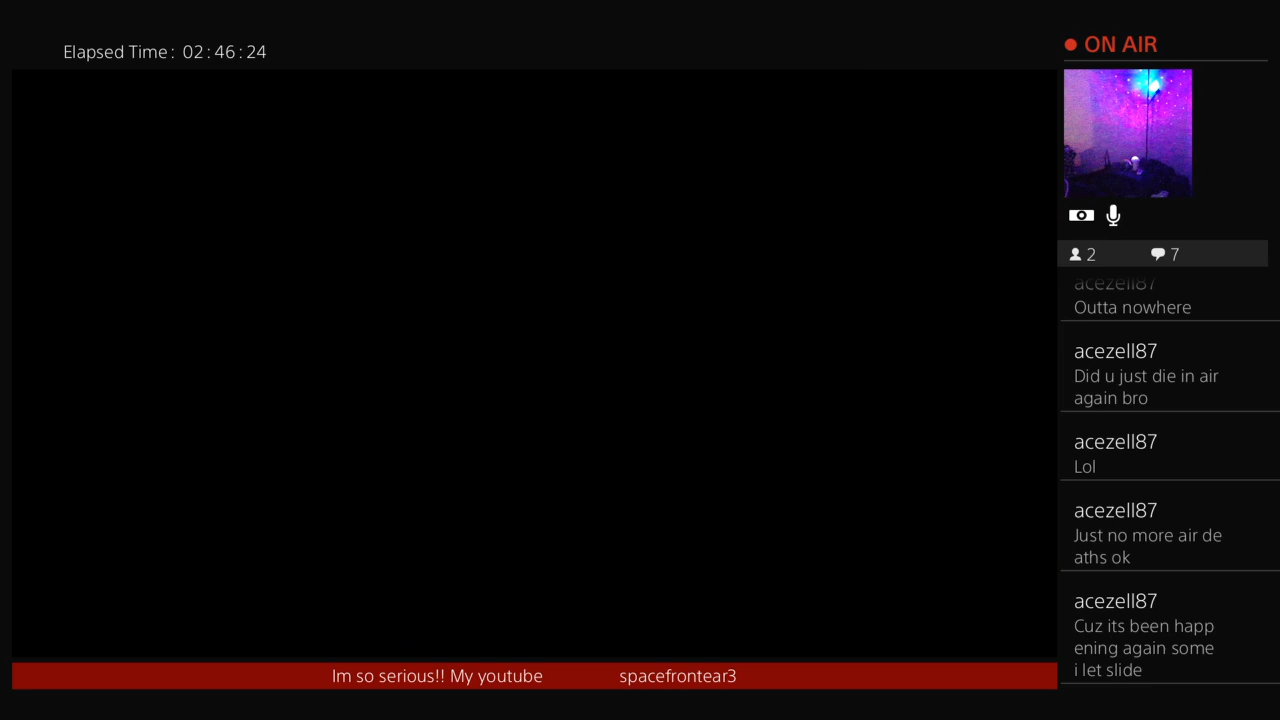 Elapsed Time: 02:46:24
ON AIR
2 7
acezell87
Outta nowhere
acezell87
Did u just die in air
again bro
acezell87
Lol
acezell87
Just no more air de
aths ok
acezell87
Cuz its been happ
ening again some
i let slide
Im so serious!! My youtube spacefrontear3